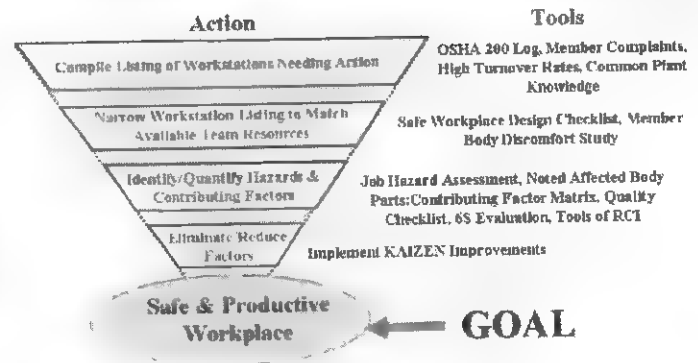 Action
Tools
Compile Listing of Workstations Needing Action
OSHA 200 Log, Member Complaints,
High Turnover Rates, Common Plant
Knowledge
Narrow Workstation Listing to Match
Available Team Resources
Safe Workplace Design Checklist, Member
Body Discomfort Study
Identify/Quantify Hazards &
Contributing Factors
Job Hazard Assessment, Noted Affected Body
Parts:Contributing Factor Matrix, Quality
Checklist, 6S Evaluation, Tools of RCI
Eliminate/Reduce
Factors
Implement KAIZEN Improvements
Safe & Productive
Workplace
GOAL